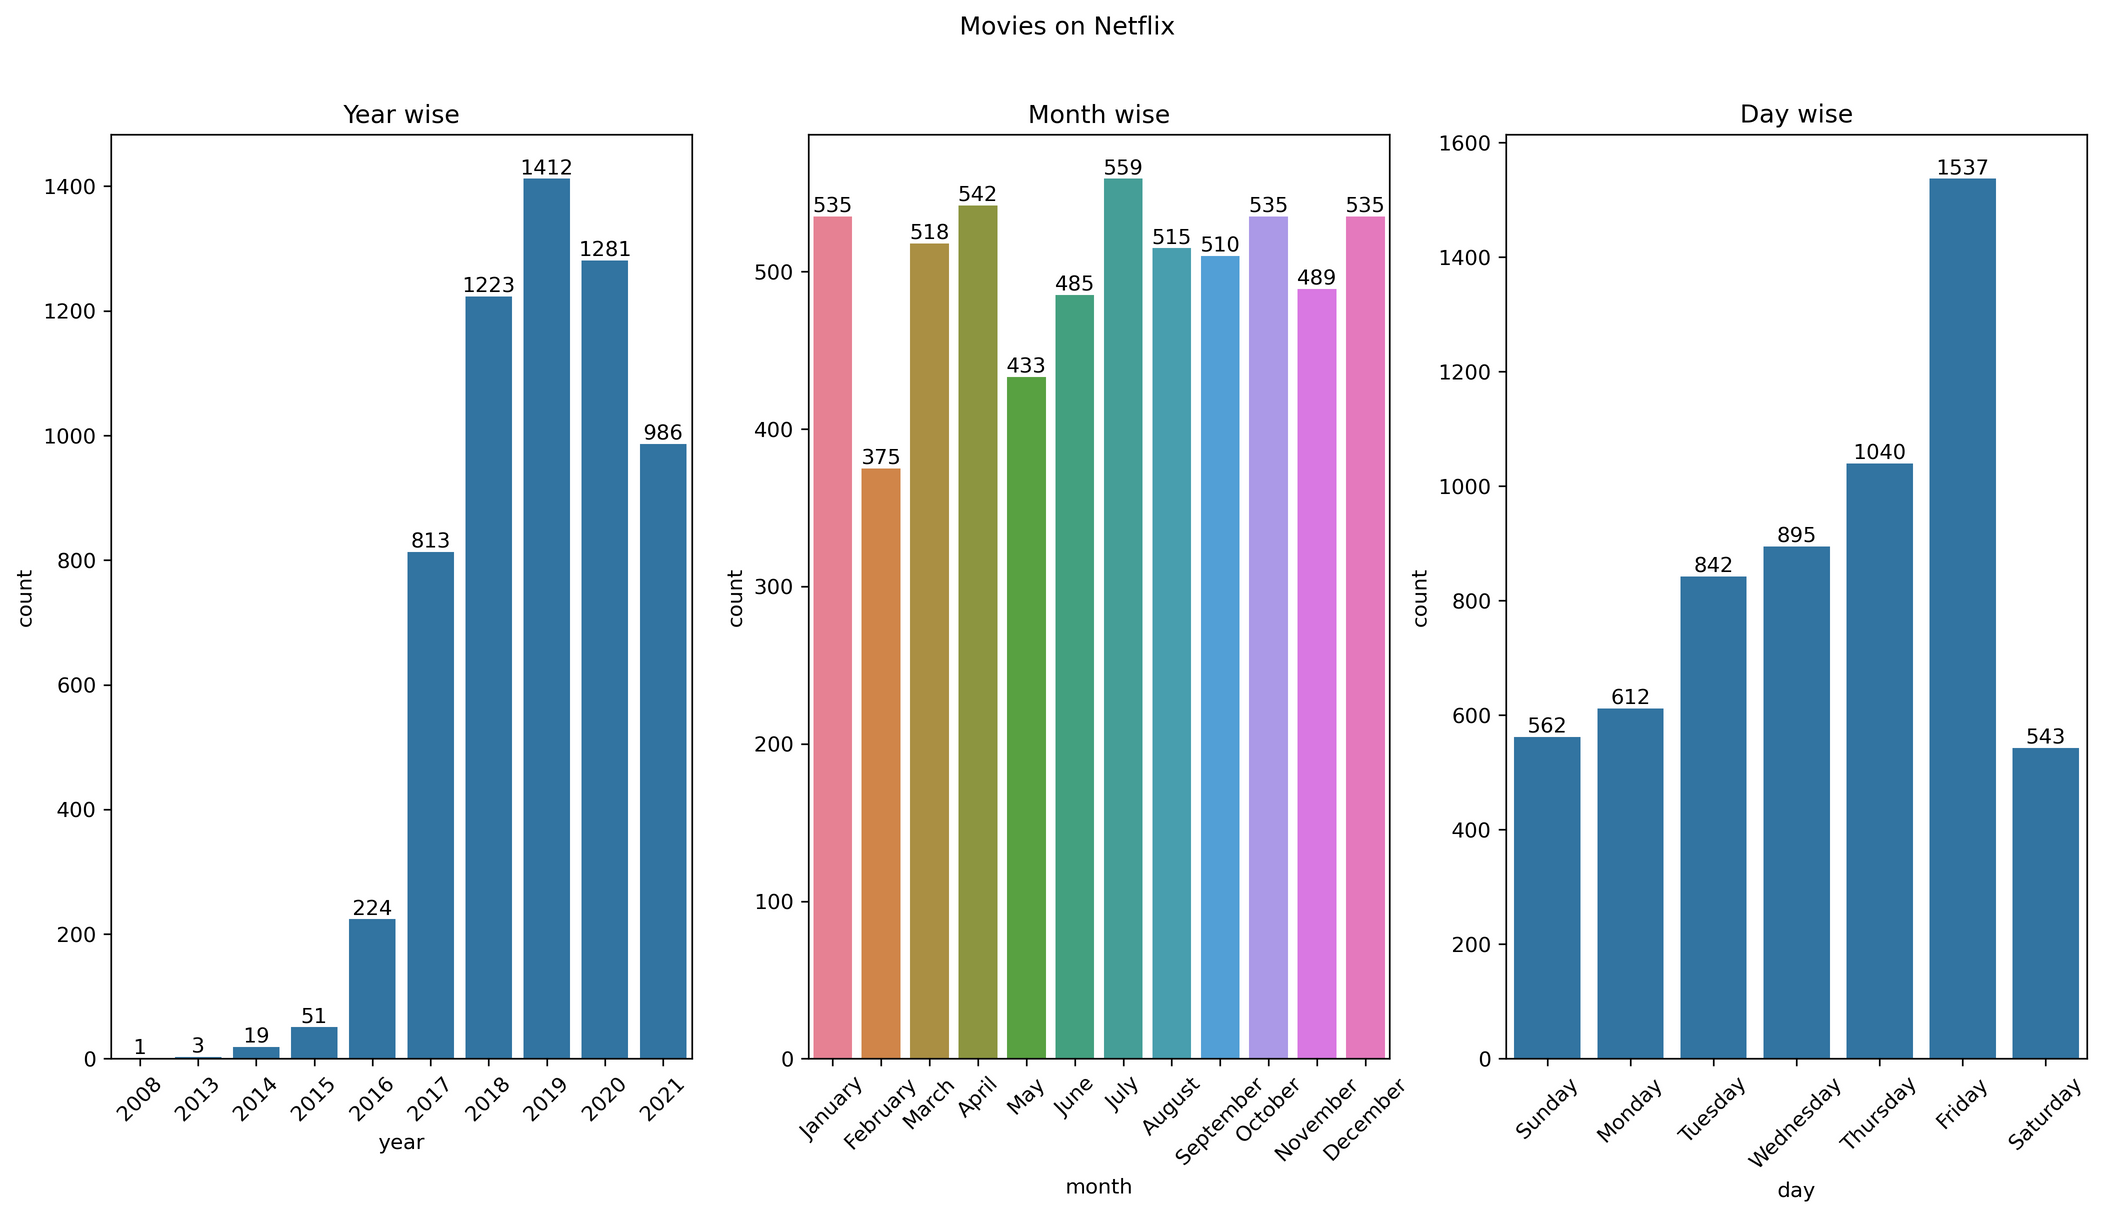 Movies on Netflix
Year wise
1400
1200
1000
800
600
400
200
0
count
1
3
19
51
224
813
1223
1412
1281
986
2008
2013
2014
2015
2016
2017
2018
2019
2020
2021
year
Month wise
500
400
300
200
100
0
count
535
375
518
542
433
485
559
515
510
535
489
535
January
February
March
April
May
June
July
August
September
October
November
December
month
Day wise
1600
1400
1200
1000
800
600
400
200
0
count
562
612
842
895
1040
1537
543
Sunday
Monday
Tuesday
Wednesday
Thursday
Friday
Saturday
day